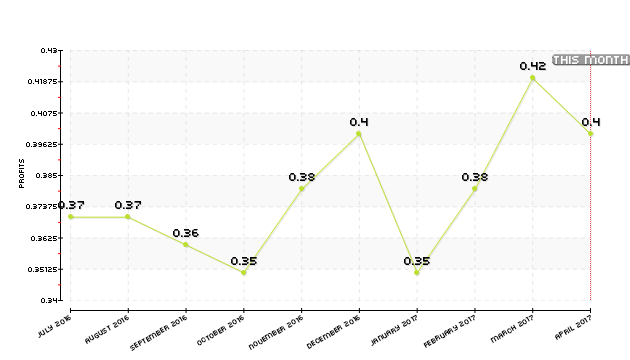 0.43
THIS MONTH
0.42
0.41875
0.4075
0.4
0.4
0.39625
0.385
0.38
0.38
PROFITS
0.37375
0.37
0.37
0.36
0.3625
0.35
0.35
0.35125
0.34
JULY 2016
AUGUST 2016
SEPTEMBER 2016
OCTOBER 2016
NOVEMBER 2016
DECEMBER 2016
JANUARY 2017
FEBRUARY 2017
MARCH 2017
APRIL 2017